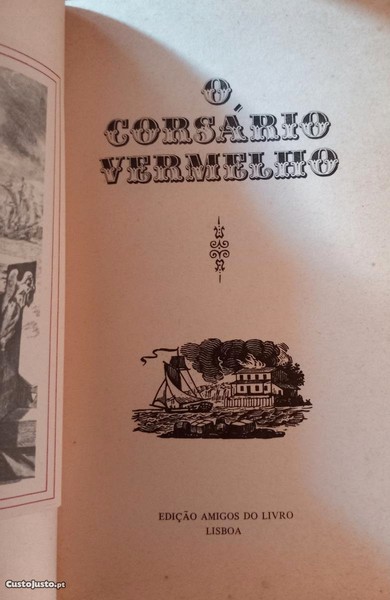 O
CORSÁRIO
VERMELHO
EDIÇÃO AMIGOS DO LIVRO
LISBOA
CustoJusto.pt